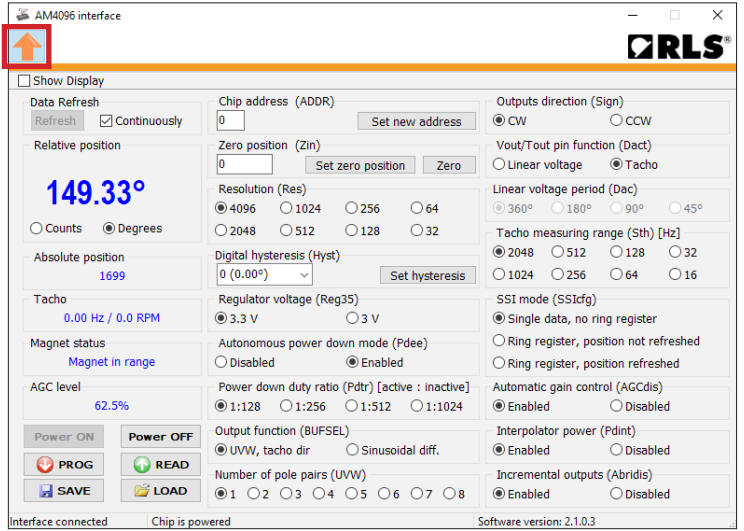 AM4096 interface
RLS®
Show Display
Data Refresh
Refresh Continuously
Relative position
149.33°
Counts Degrees
Absolute position
1699
Tacho
0.00 Hz / 0.0 RPM
Magnet status
Magnet in range
AGC level
62.5%
Power ON Power OFF
PROG READ
SAVE LOAD
Chip address (ADDR)
0 Set new address
Zero position (Zin)
0 Set zero position Zero
Resolution (Res)
4096 1024 256 64
2048 512 128 32
Digital hysteresis (Hyst)
0 (0.00º) Set hysteresis
Regulator voltage (Reg35)
3.3 V 3 V
Autonomous power down mode (Pdee)
Disabled Enabled
Power down duty ratio (Pdtr) [active : inactive]
1:128 1:256 1:512 1:1024
Output function (BUFSEL)
UVW, tacho dir Sinusoidal diff.
Number of pole pairs (UVW)
1 2 3 4 5 6 7 8
Outputs direction (Sign)
CW CCW
Vout/Tout pin function (Dact)
Linear voltage Tacho
Linear voltage period (Dac)
360º 180º 90º 45º
Tacho measuring range (Sth) [Hz]
2048 512 128 32
1024 256 64 16
SSI mode (SSIcfg)
Single data, no ring register
Ring register, position not refreshed
Ring register, position refreshed
Automatic gain control (AGCdis)
Enabled Disabled
Interpolator power (Pdint)
Enabled Disabled
Incremental outputs (Abridis)
Enabled Disabled
Interface connected Chip is powered Software version: 2.1.0.3